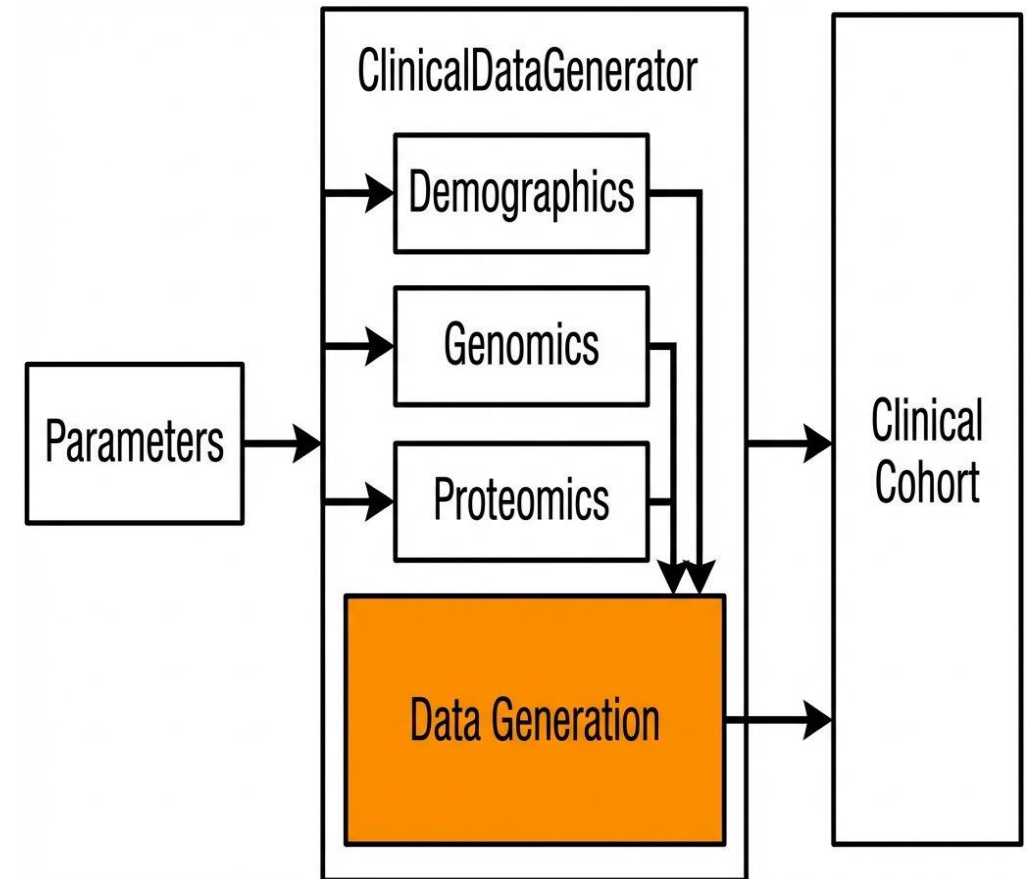 ClinicalDataGenerator
Demographics
Genomics
Parameters
Proteomics
Clinical
Cohort
Data Generation